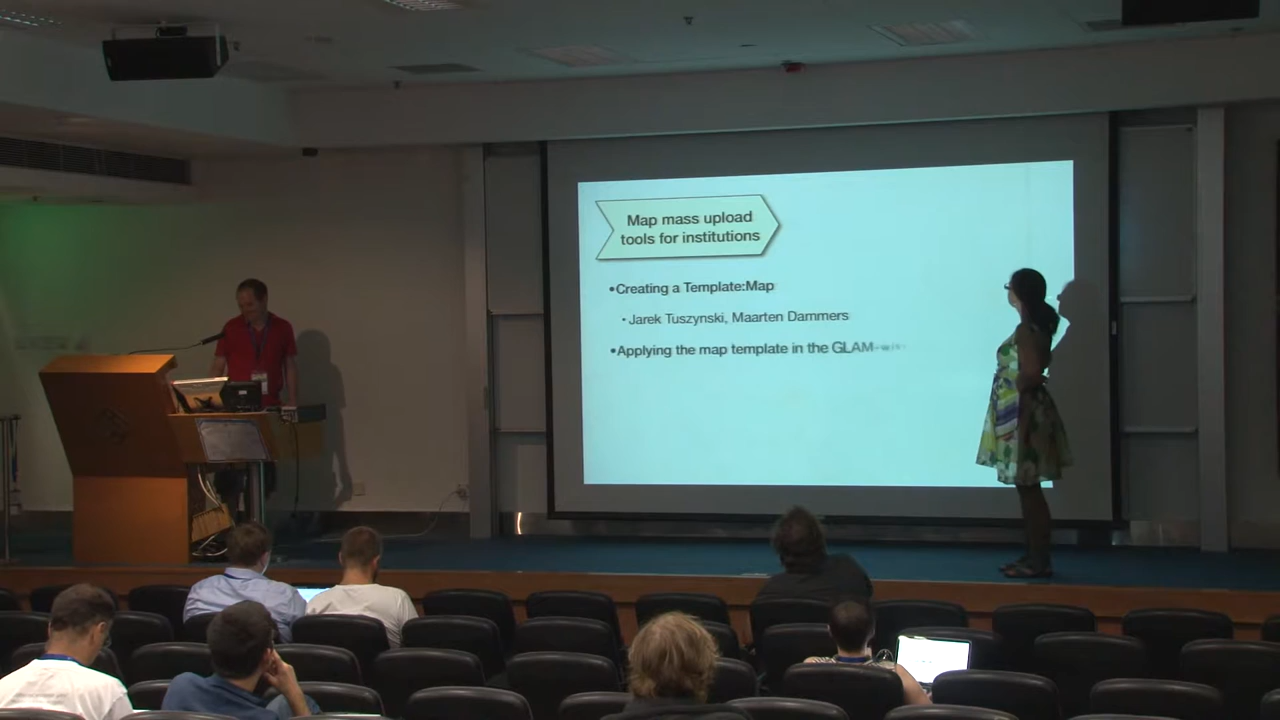 Map mass upload
tools for institutions
•Creating a Template:Map
• Jarek Tuszynski, Maarten Dammers
•Applying the map template in the GLAM-